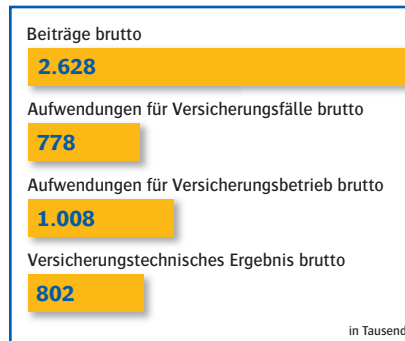 Beiträge brutto
2.628
Aufwendungen für Versicherungsfälle brutto
778
Aufwendungen für Versicherungsbetrieb brutto
1.008
Versicherungstechnisches Ergebnis brutto
802
in Tausend